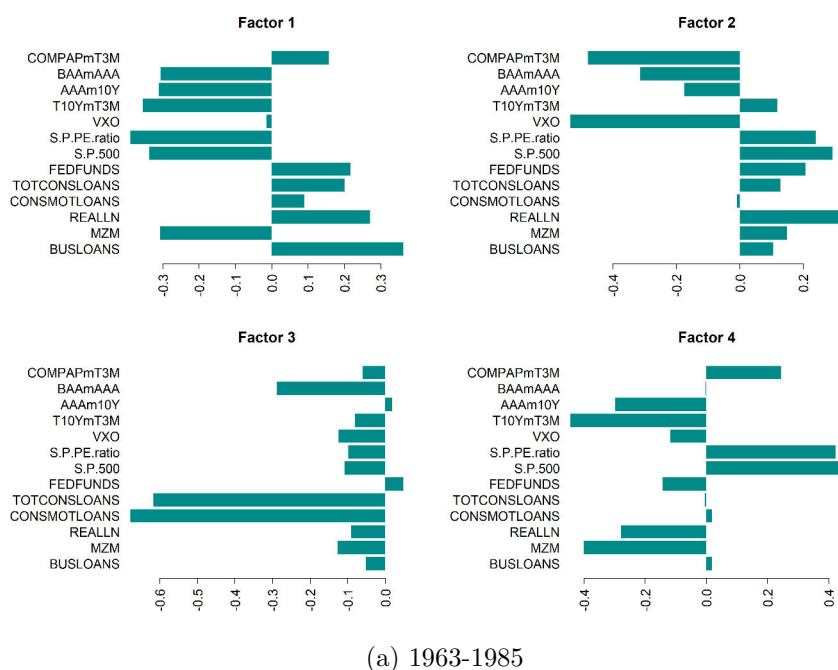 Factor 1
COMPAPmT3M
BAAmAAA
AAAm10Y
T10YmT3M
VXO
S.P.PE.ratio
S.P.500
FEDFUNDS
TOTCONSLOANS
CONSMOTLOANS
REALLN
MZM
BUSLOANS
-0.3 -0.2 -0.1 0.0 0.1 0.2 0.3
Factor 2
COMPAPmT3M
BAAmAAA
AAAm10Y
T10YmT3M
VXO
S.P.PE.ratio
S.P.500
FEDFUNDS
TOTCONSLOANS
CONSMOTLOANS
REALLN
MZM
BUSLOANS
-0.4 -0.2 0.0 0.2
Factor 3
COMPAPmT3M
BAAmAAA
AAAm10Y
T10YmT3M
VXO
S.P.PE.ratio
S.P.500
FEDFUNDS
TOTCONSLOANS
CONSMOTLOANS
REALLN
MZM
BUSLOANS
-0.6 -0.5 -0.4 -0.3 -0.2 -0.1 0.0
Factor 4
COMPAPmT3M
BAAmAAA
AAAm10Y
T10YmT3M
VXO
S.P.PE.ratio
S.P.500
FEDFUNDS
TOTCONSLOANS
CONSMOTLOANS
REALLN
MZM
BUSLOANS
-0.4 -0.2 0.0 0.2 0.4
(a) 1963-1985